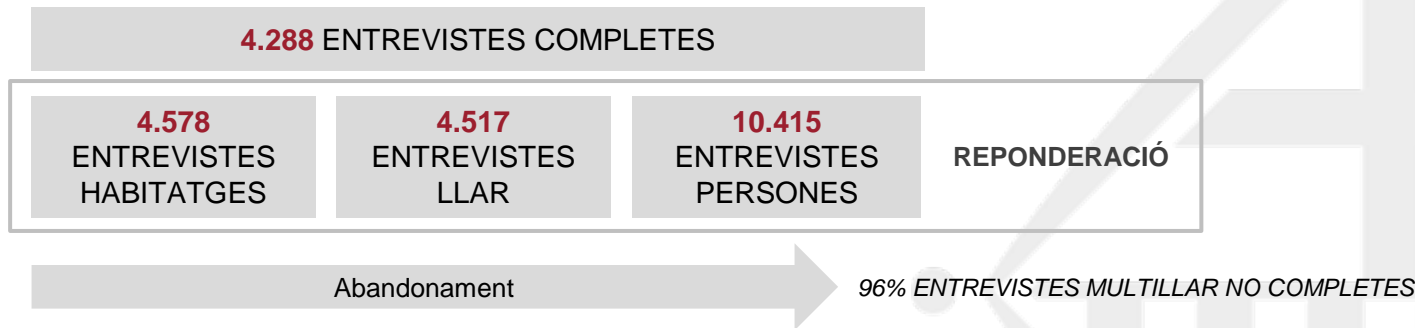 4.288 ENTREVISTES COMPLETES
4.578
ENTREVISTES
HABITATGES
4.517
ENTREVISTES
LLAR
10.415
ENTREVISTES
PERSONES
REPONDERACIÓ
Abandonament
96% ENTREVISTES MULTILLAR NO COMPLETES